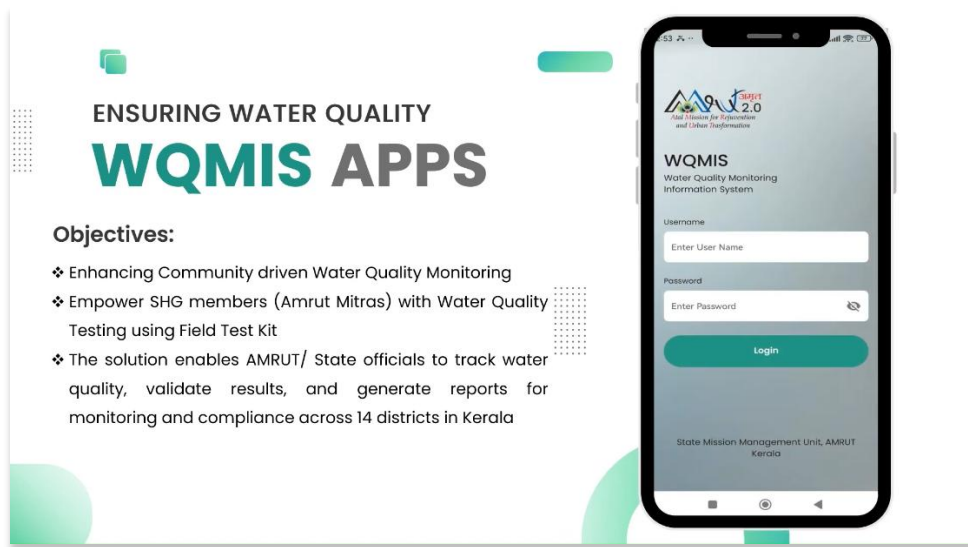 ENSURING WATER QUALITY
WQMIS APPS
Objectives:
❖ Enhancing Community driven Water Quality Monitoring
❖ Empower SHG members (Amrut Mitras) with Water Quality
Testing using Field Test Kit
❖ The solution enables AMRUT/ State officials to track water
quality, validate results, and generate reports for
monitoring and compliance across 14 districts in Kerala
:53
अमृत
2.0
Atal Mission for Rejuvenation
and Urban Transformation
WQMIS
Water Quality Monitoring
Information System
Username
Enter User Name
Password
Enter Password
Login
State Mission Management Unit, AMRUT
Kerala